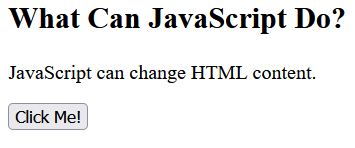 What Can JavaScript Do?
JavaScript can change HTML content.
Click Me!